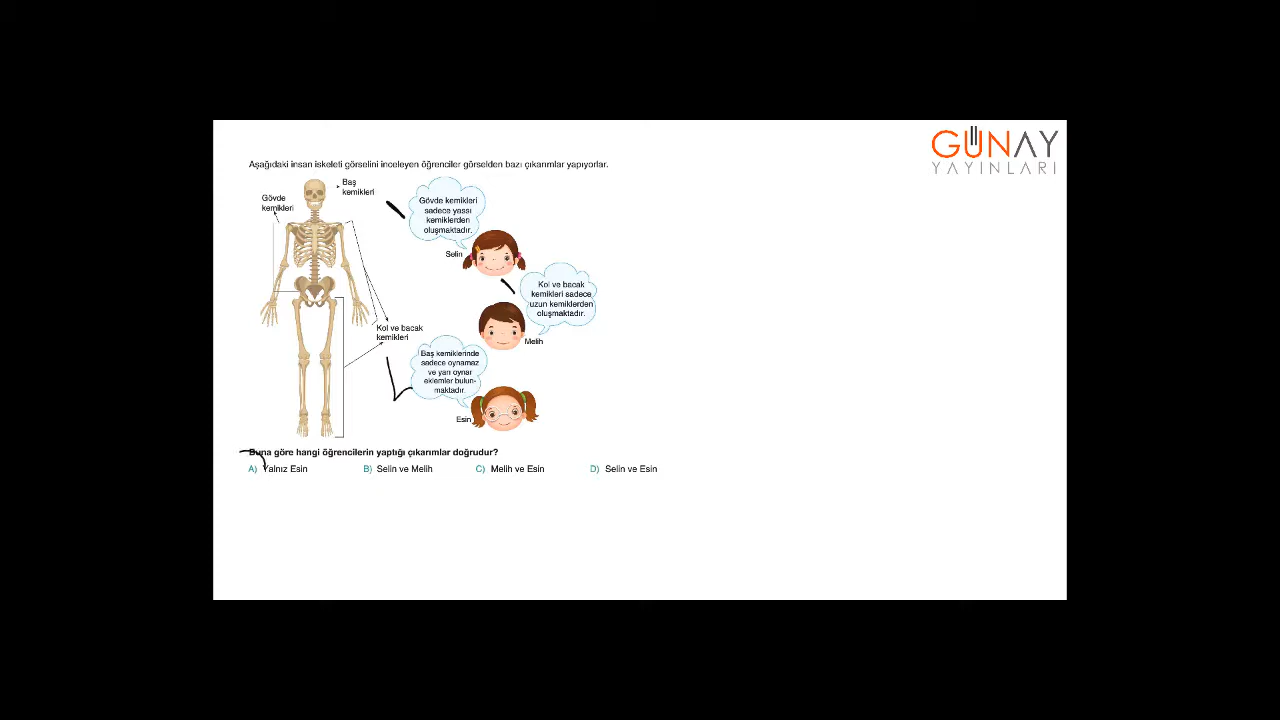 GÜNAY
YAYINLARI
Aşağıdaki insan iskeleti görselini inceleyen öğrenciler görselden bazı çıkarımlar yapıyorlar.
Baş
kemikleri
Gövde
kemikleri
Kol ve bacak
kemikleri
Gövde kemikleri
sadece yassı
kemiklerden
oluşmaktadır.
Selin
Kol ve bacak
kemikleri sadece
uzun kemiklerden
oluşmaktadır.
Melih
Baş kemiklerinde
sadece oynamaz
ve yarı oynar
eklemler bulun-
maktadır.
Esin
Buna göre hangi öğrencilerin yaptığı çıkarımlar doğrudur?
A) Yalnız Esin B) Selin ve Melih C) Melih ve Esin D) Selin ve Esin